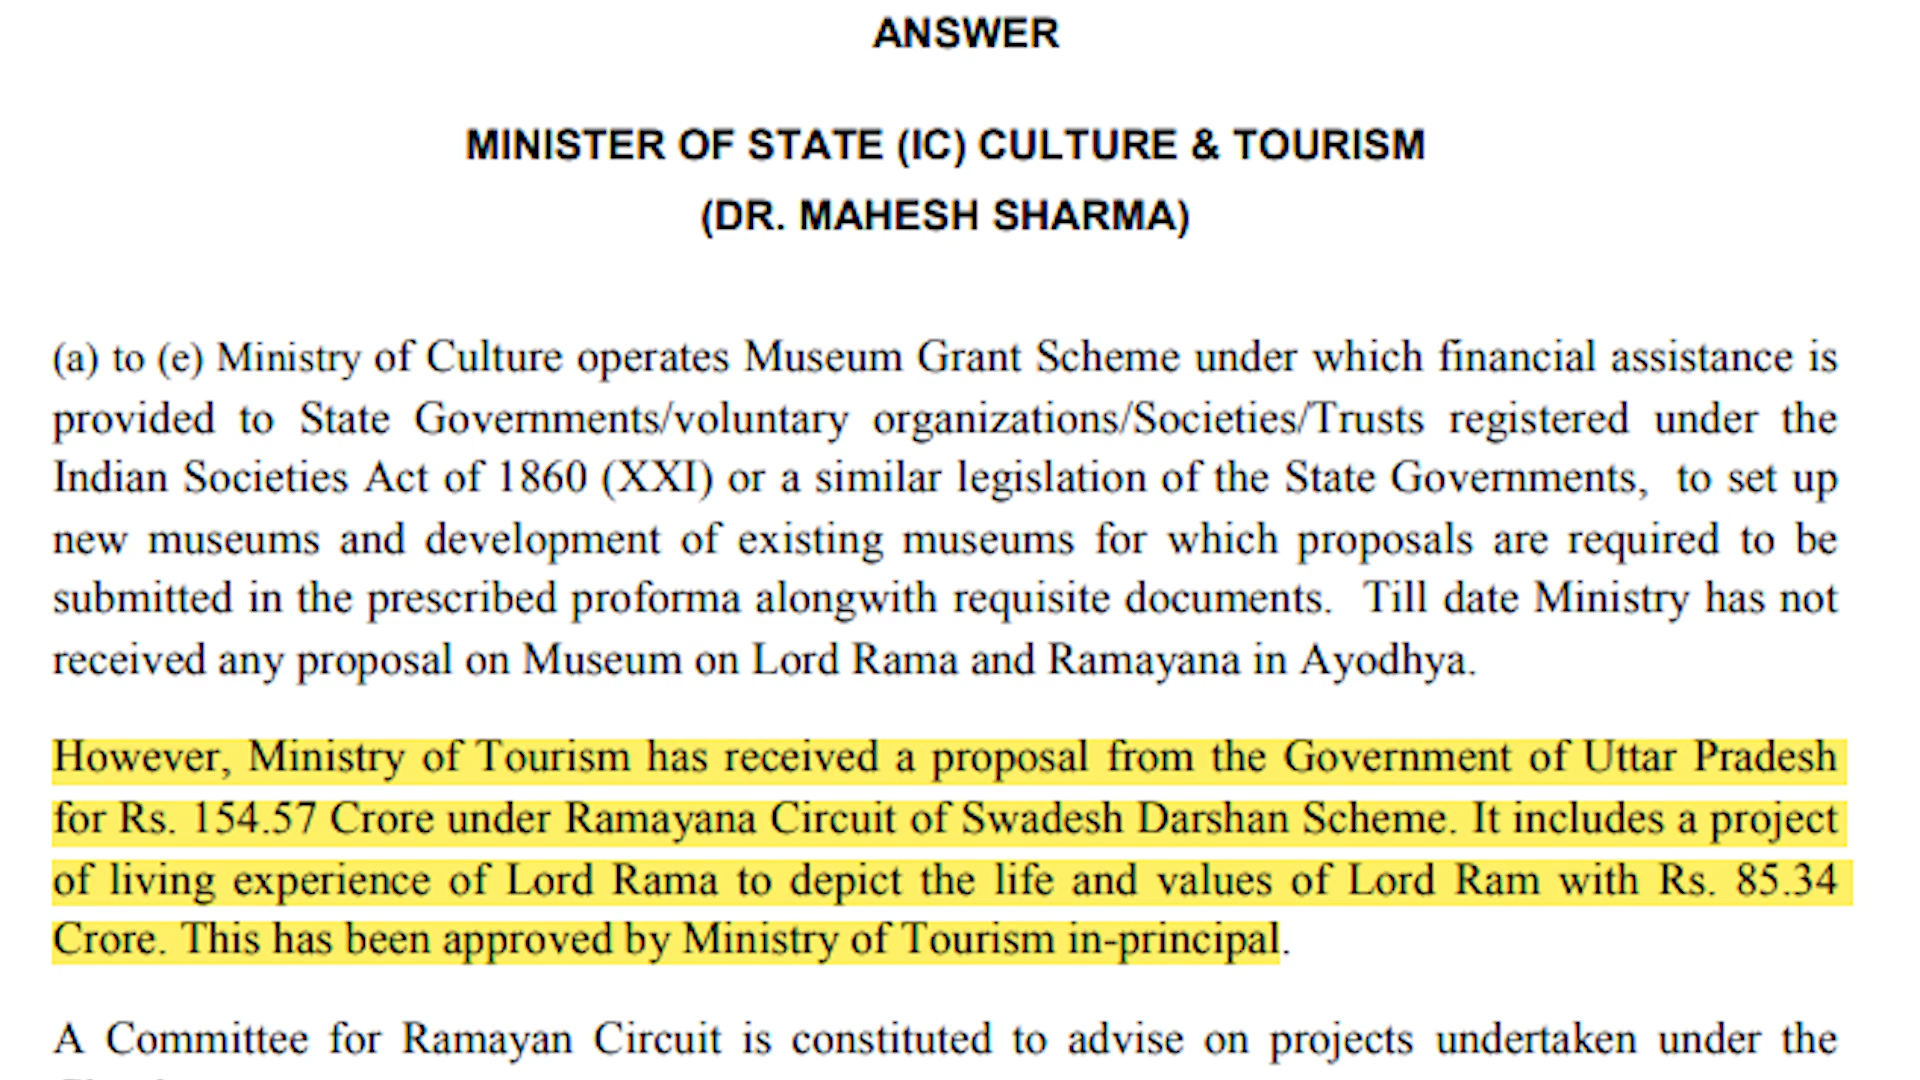 ANSWER
MINISTER OF STATE (IC) CULTURE & TOURISM
(DR. MAHESH SHARMA)
(a) to (e) Ministry of Culture operates Museum Grant Scheme under which financial assistance is
provided to State Governments/voluntary organizations/Societies/Trusts registered under the
Indian Societies Act of 1860 (XXI) or a similar legislation of the State Governments, to set up
new museums and development of existing museums for which proposals are required to be
submitted in the prescribed proforma alongwith requisite documents. Till date Ministry has not
received any proposal on Museum on Lord Rama and Ramayana in Ayodhya.
However, Ministry of Tourism has received a proposal from the Government of Uttar Pradesh
for Rs. 154.57 Crore under Ramayana Circuit of Swadesh Darshan Scheme. It includes a project
of living experience of Lord Rama to depict the life and values of Lord Ram with Rs. 85.34
Crore. This has been approved by Ministry of Tourism in-principal.
A Committee for Ramayan Circuit is constituted to advise on projects undertaken under the